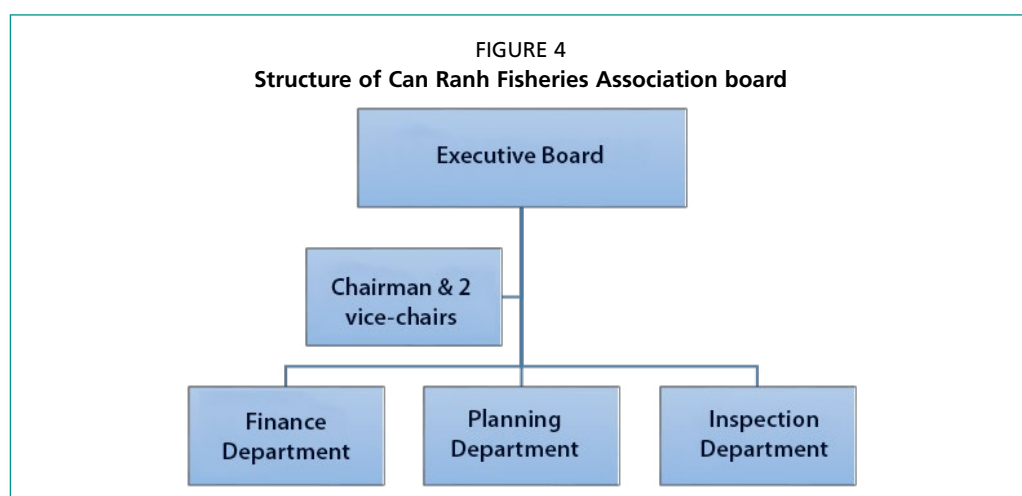 FIGURE 4
Structure of Can Ranh Fisheries Association board
Executive Board
Chairman & 2
vice-chairs
Finance
Department
Planning
Department
Inspection
Department